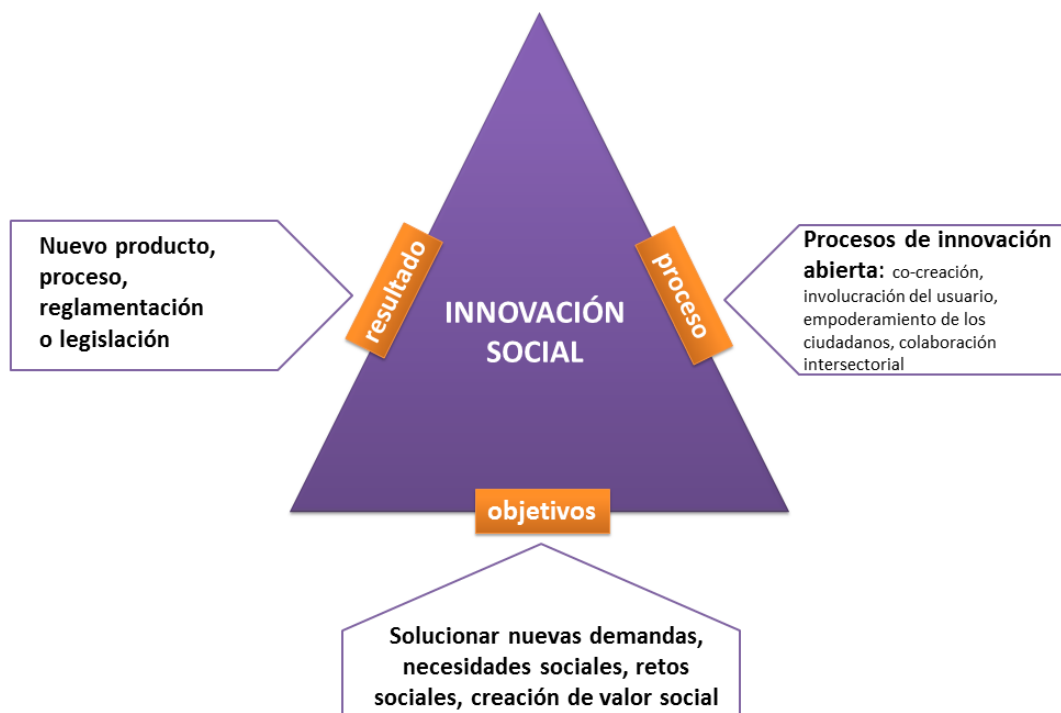 Nuevo producto,
proceso,
reglamentación
o legislación
resultado
INNOVACIÓN
SOCIAL
proceso
Procesos de innovación
abierta: co-creación,
involucración del usuario,
empoderamiento de los
ciudadanos, colaboración
intersectorial
objetivos
Solucionar nuevas demandas,
necesidades sociales, retos
sociales, creación de valor social